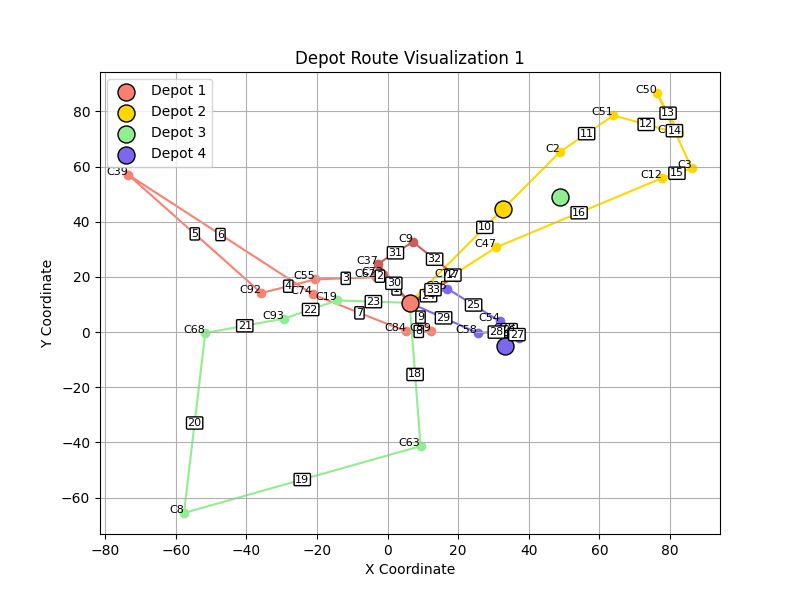 Depot Route Visualization 1
Depot 1
Depot 2
Depot 3
Depot 4
Y Coordinate
80
60
40
20
0
−20
−40
−60
−80
−60
−40
−20
0
20
40
60
80
X Coordinate
C50
13
C51
12
14
11
C2
C3
15
C12
C39
16
5
6
10
C9
C47
31
32
C37
C55
3
2
17
4
30
C92
C74
C19
33
23
25
22
7
9
29
C93
C54
21
C68
C84
8
C58
28
27
18
20
C63
19
C8